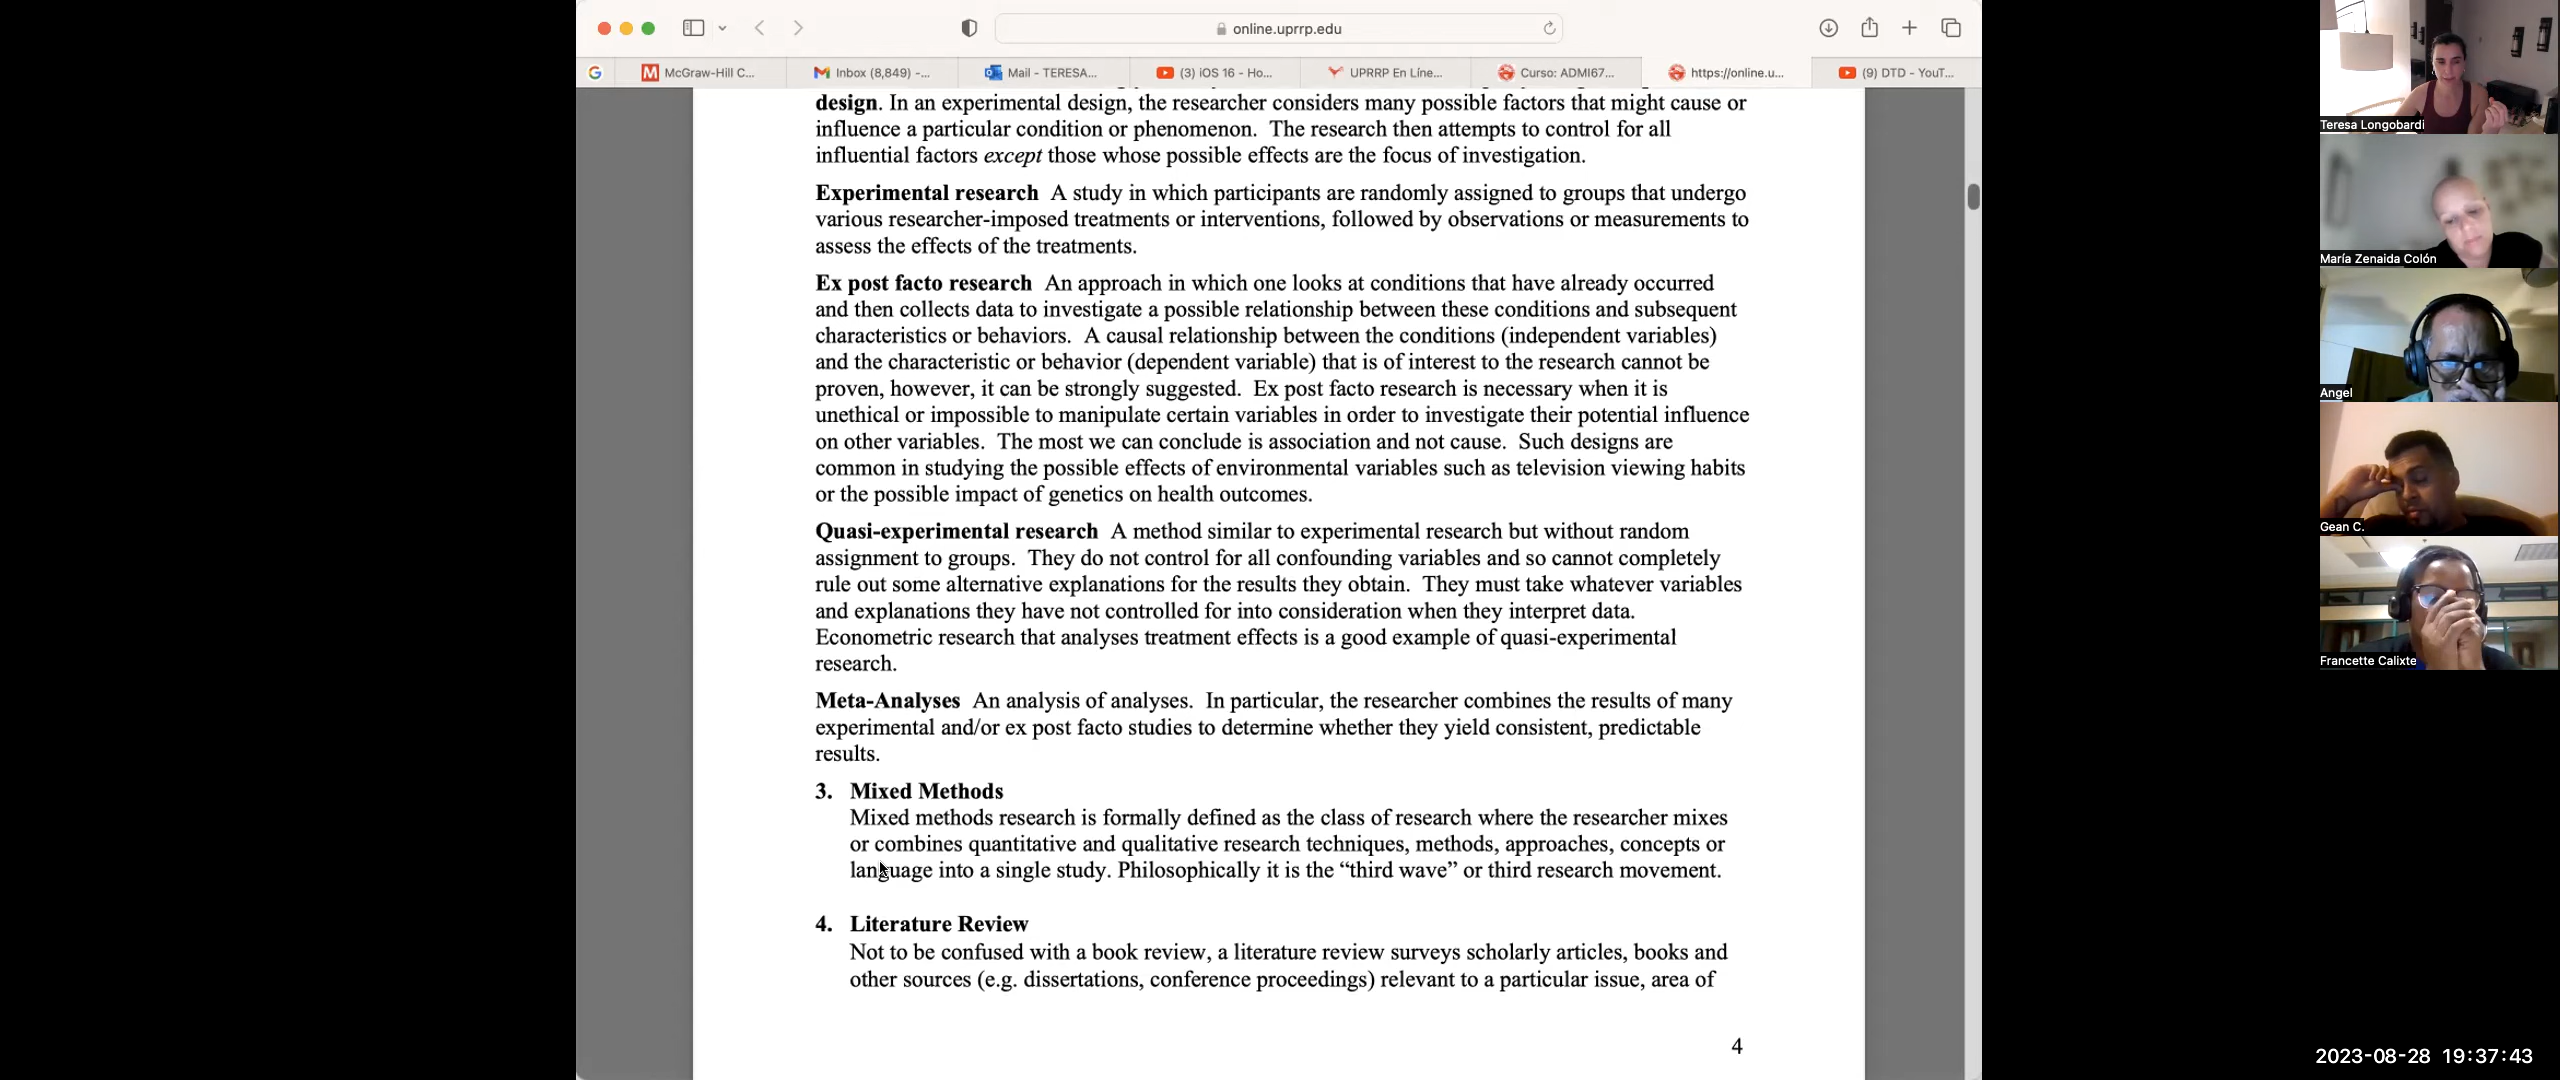 online.uprrp.edu
McGraw-Hill C...
Inbox (8,849) -...
Mail - TERESA...
(3) iOS 16 - Ho...
UPRRP En Líne...
Curso: ADMI67...
https://online.u...
(9) DTD - YouT...
design. In an experimental design, the researcher considers many possible factors that might cause or
influence a particular condition or phenomenon. The research then attempts to control for all
influential factors except those whose possible effects are the focus of investigation.
Experimental research A study in which participants are randomly assigned to groups that undergo
various researcher-imposed treatments or interventions, followed by observations or measurements to
assess the effects of the treatments.
Ex post facto research An approach in which one looks at conditions that have already occurred
and then collects data to investigate a possible relationship between these conditions and subsequent
characteristics or behaviors. A causal relationship between the conditions (independent variables)
and the characteristic or behavior (dependent variable) that is of interest to the research cannot be
proven, however, it can be strongly suggested. Ex post facto research is necessary when it is
unethical or impossible to manipulate certain variables in order to investigate their potential influence
on other variables. The most we can conclude is association and not cause. Such designs are
common in studying the possible effects of environmental variables such as television viewing habits
or the possible impact of genetics on health outcomes.
Quasi-experimental research A method similar to experimental research but without random
assignment to groups. They do not control for all confounding variables and so cannot completely
rule out some alternative explanations for the results they obtain. They must take whatever variables
and explanations they have not controlled for into consideration when they interpret data.
Econometric research that analyses treatment effects is a good example of quasi-experimental
research.
Meta-Analyses An analysis of analyses. In particular, the researcher combines the results of many
experimental and/or ex post facto studies to determine whether they yield consistent, predictable
results.
3. Mixed Methods
Mixed methods research is formally defined as the class of research where the researcher mixes
or combines quantitative and qualitative research techniques, methods, approaches, concepts or
language into a single study. Philosophically it is the “third wave” or third research movement.
4. Literature Review
Not to be confused with a book review, a literature review surveys scholarly articles, books and
other sources (e.g. dissertations, conference proceedings) relevant to a particular issue, area of
4
Teresa Longobardi
María Zenaida Colón
Angel
Gean C.
Francette Calixte
2023-08-28 19:37:43